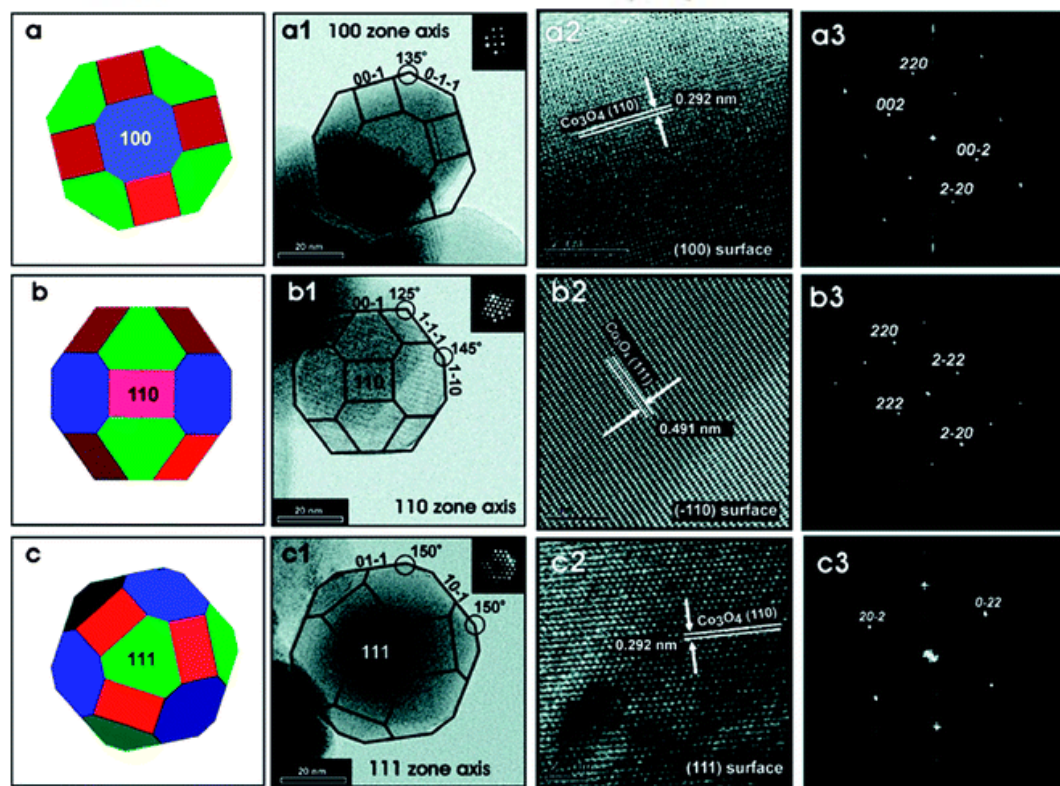 a
100
a1
100 zone axis
00-1
135°
0-1-1
20 nm
a2
Co₃O₄ (110)
0.292 nm
(100) surface
a3
220
002
00-2
2-20
b
110
b1
00-1
125°
1-1-1
145°
1-10
110
20 nm
110 zone axis
b2
Co₃O₄ (111)
0.491 nm
(-110) surface
b3
220
2-22
222
2-20
c
111
c1
01-1
150°
10-1
150°
111
20 nm
111 zone axis
c2
Co₃O₄ (110)
0.292 nm
(111) surface
c3
20-2
0-22